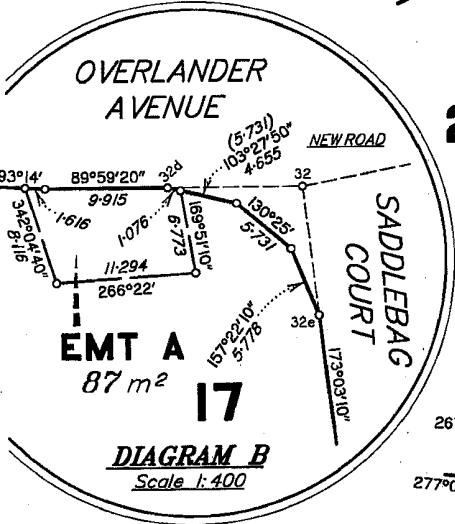 OVERLANDER
AVENUE
(5·731)
103°27'50"
4·655
NEW ROAD
93°14'
89°59'20"
9·915
32d
32
1·616
1·076
342°04'40"
8·116
169°51'10"
6·773
130°25'
5·731
SADDLEBAG
COURT
11·294
266°22'
157°22'10"
5·778
32e
173°03'10"
EMT A
87 m²
17
DIAGRAM B
Scale 1:400
26
277°0